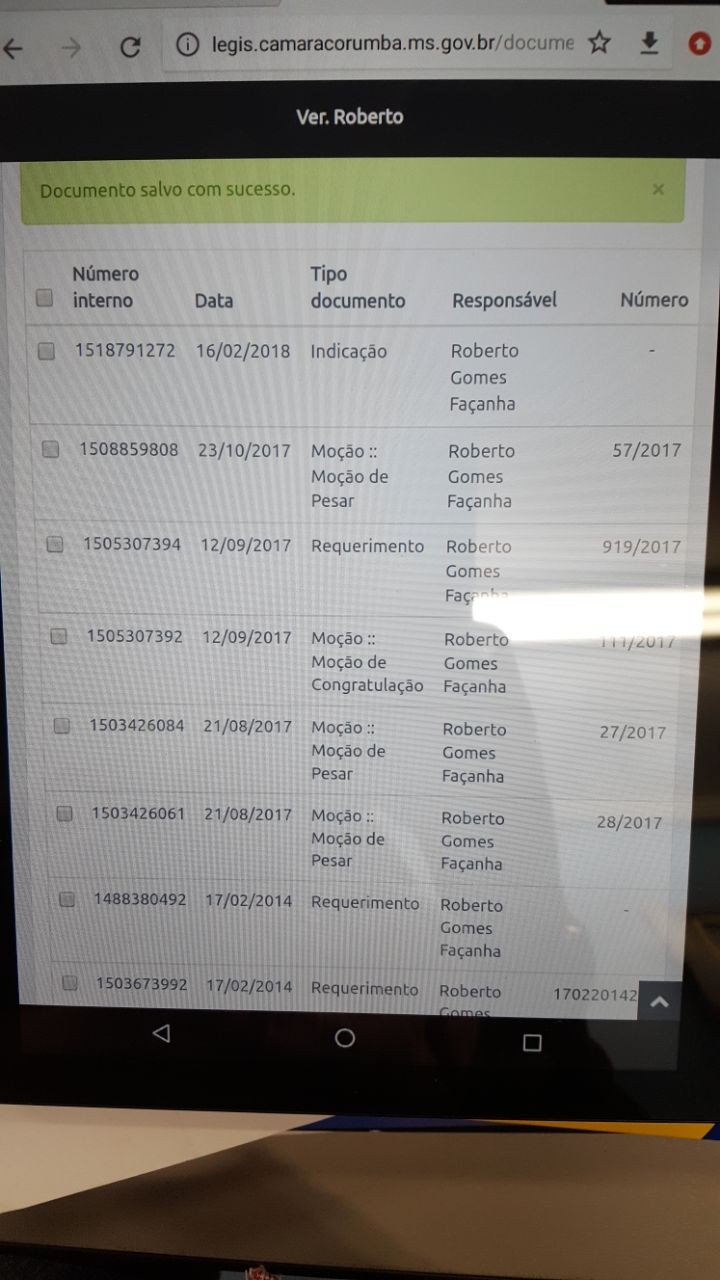 legis.camaracorumba.ms.gov.br/docume
Ver. Roberto
Documento salvo com sucesso. ×
Número interno Data Tipo documento Responsável Número
1518791272 16/02/2018 Indicação Roberto Gomes Façanha -
1508859808 23/10/2017 Moção :: Moção de Pesar Roberto Gomes Façanha 57/2017
1505307394 12/09/2017 Requerimento Roberto Gomes Façanha 919/2017
1505307392 12/09/2017 Moção :: Moção de Congratulação Roberto Gomes Façanha 111/2017
1503426084 21/08/2017 Moção :: Moção de Pesar Roberto Gomes Façanha 27/2017
1503426061 21/08/2017 Moção :: Moção de Pesar Roberto Gomes Façanha 28/2017
1488380492 17/02/2014 Requerimento Roberto Gomes Façanha -
1503673992 17/02/2014 Requerimento Roberto Gomes 170220142